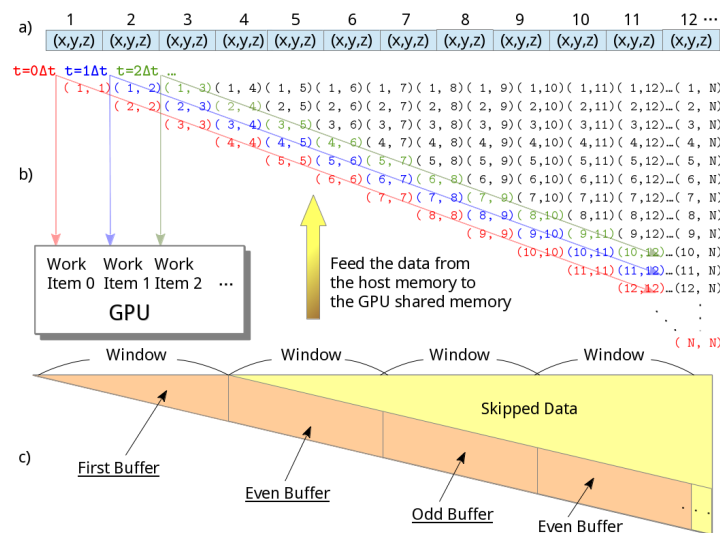 1 2 3 4 5 6 7 8 9 10 11 12 ...
a) (x,y,z) (x,y,z) (x,y,z) (x,y,z) (x,y,z) (x,y,z) (x,y,z) (x,y,z) (x,y,z) (x,y,z) (x,y,z) (x,y,z)
t=0Δt t=1Δt t=2Δt ...
( 1, 1)( 1, 2)( 1, 3)( 1, 4)( 1, 5)( 1, 6)( 1, 7)( 1, 8)( 1, 9)( 1,10)( 1,11)( 1,12)…( 1, N)
( 2, 2)( 2, 3)( 2, 4)( 2, 5)( 2, 6)( 2, 7)( 2, 8)( 2, 9)( 2,10)( 2,11)( 2,12)…( 2, N)
( 3, 3)( 3, 4)( 3, 5)( 3, 6)( 3, 7)( 3, 8)( 3, 9)( 3,10)( 3,11)( 3,12)…( 3, N)
( 4, 4)( 4, 5)( 4, 6)( 4, 7)( 4, 8)( 4, 9)( 4,10)( 4,11)( 4,12)…( 4, N)
( 5, 5)( 5, 6)( 5, 7)( 5, 8)( 5, 9)( 5,10)( 5,11)( 5,12)…( 5, N)
b)
( 6, 6)( 6, 7)( 6, 8)( 6, 9)( 6,10)( 6,11)( 6,12)…( 6, N)
( 7, 7)( 7, 8)( 7, 9)( 7,10)( 7,11)( 7,12)…( 7, N)
( 8, 8)( 8, 9)( 8,10)( 8,11)( 8,12)…( 8, N)
( 9, 9)( 9,10)( 9,11)( 9,12)…( 9, N)
(10,10)(10,11)(10,12)…(10, N)
(11,11)(11,12)…(11, N)
(12,12)…(12, N)
( N, N)
Work Item 0
Work Item 1
Work Item 2
...
GPU
Feed the data from
the host memory to
the GPU shared memory
Window Window Window Window
Skipped Data
c)
First Buffer
Even Buffer
Odd Buffer
Even Buffer
. . .